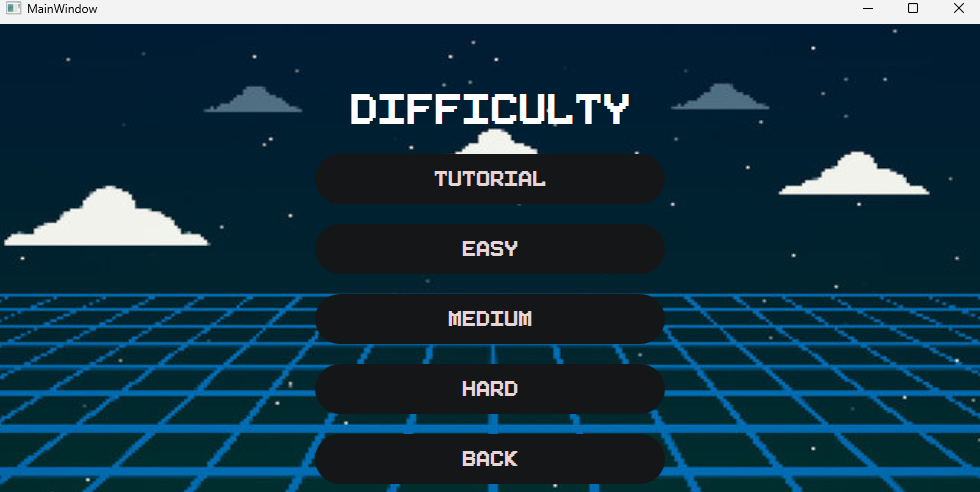 MainWindow
DIFFICULTY
TUTORIAL
EASY
MEDIUM
HARD
BACK